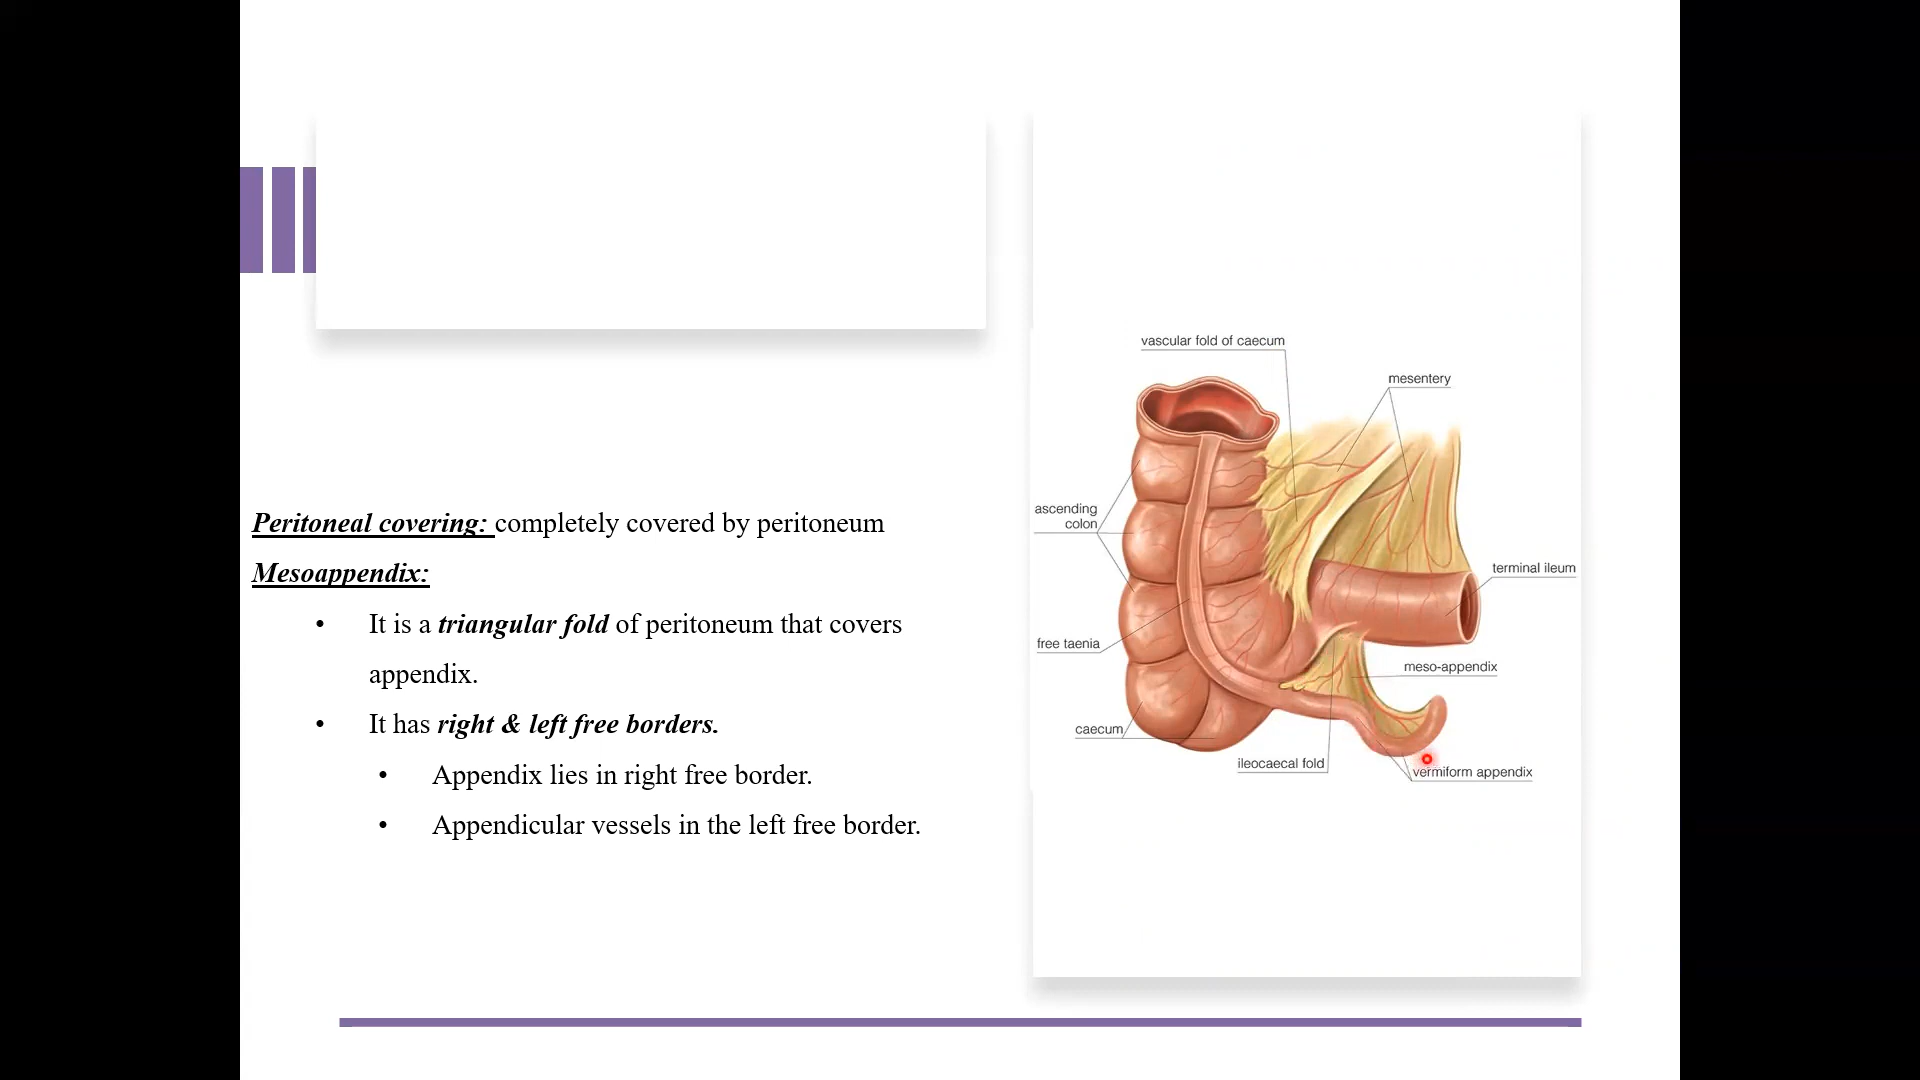 Peritoneal covering: completely covered by peritoneum
Mesoappendix:
• It is a triangular fold of peritoneum that covers
appendix.
• It has right & left free borders.
• Appendix lies in right free border.
• Appendicular vessels in the left free border.
vascular fold of caecum
mesentery
ascending
colon
terminal ileum
free taenia
meso-appendix
caecum
ileocaecal fold
vermiform appendix